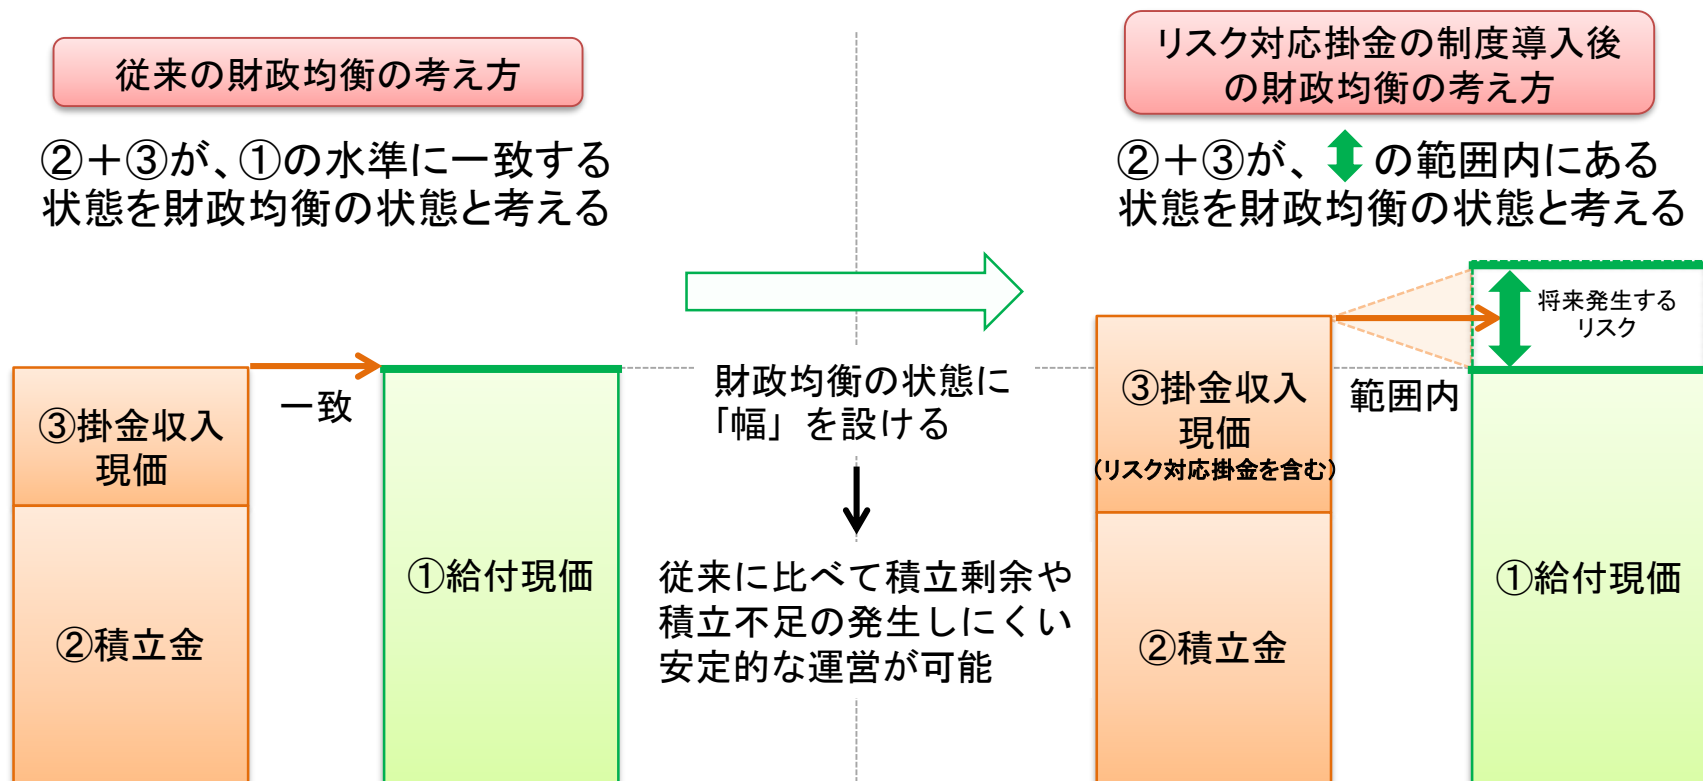 従来の財政均衡の考え方
②＋③が、①の水準に一致する
状態を財政均衡の状態と考える
一致
③掛金収入
現価
②積立金
①給付現価
財政均衡の状態に
「幅」を設ける
従来に比べて積立剰余や
積立不足の発生しにくい
安定的な運営が可能
リスク対応掛金の制度導入後
の財政均衡の考え方
②＋③が、 の範囲内にある
状態を財政均衡の状態と考える
将来発生する
リスク
範囲内
③掛金収入
現価
（リスク対応掛金を含む）
②積立金
①給付現価